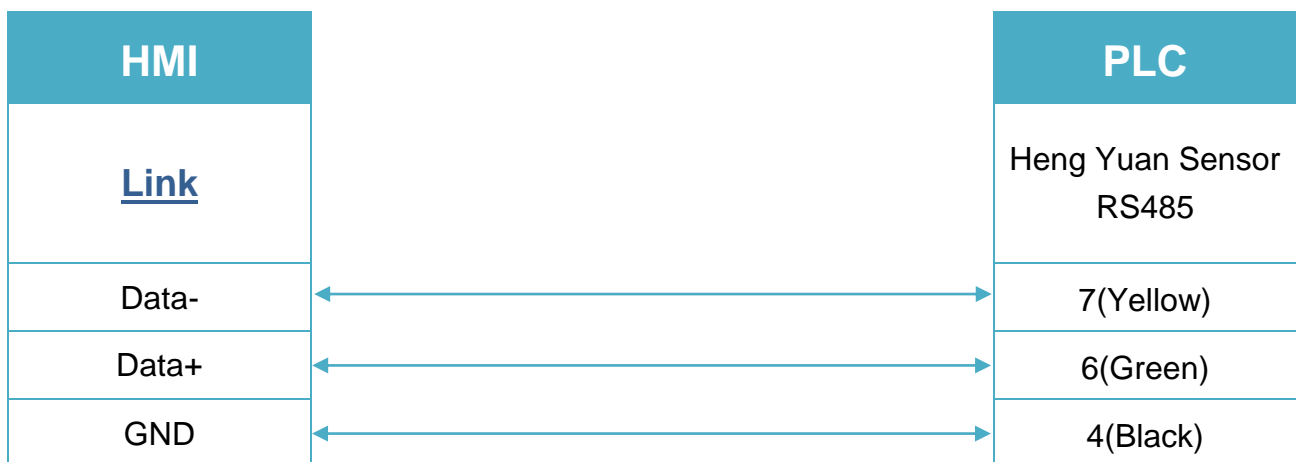 HMI
PLC
Link
Heng Yuan Sensor
RS485
Data-
7(Yellow)
Data+
6(Green)
GND
4(Black)